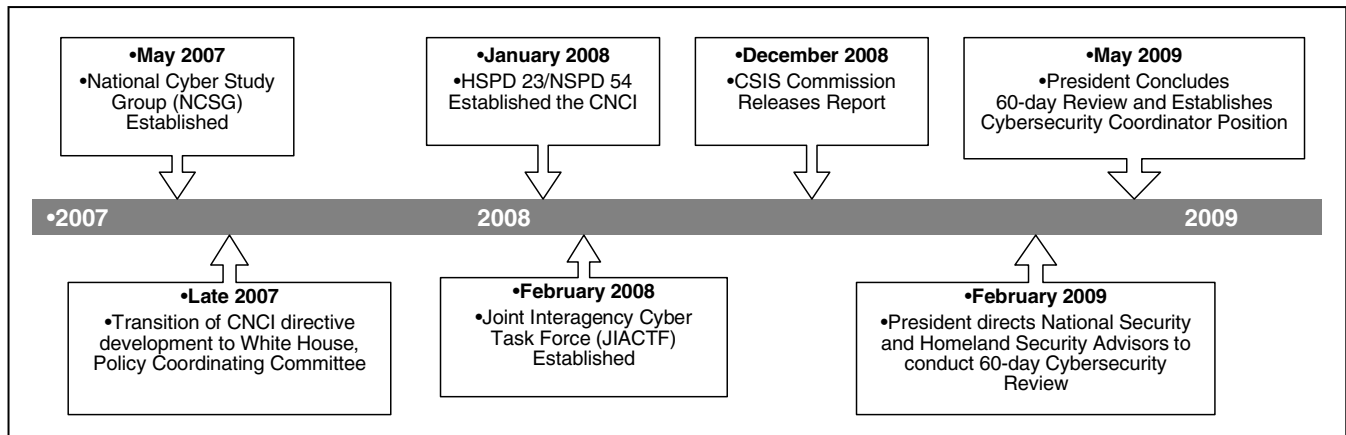 •May 2007
•National Cyber Study
Group (NCSG)
Established
•January 2008
•HSPD 23/NSPD 54
Established the CNCI
•December 2008
•CSIS Commission
Releases Report
•May 2009
•President Concludes
60-day Review and Establishes
Cybersecurity Coordinator Position
•2007
2008
2009
•Late 2007
•Transition of CNCI directive
development to White House,
Policy Coordinating Committee
•February 2008
•Joint Interagency Cyber
Task Force (JIACTF)
Established
•February 2009
•President directs National Security
and Homeland Security Advisors to
conduct 60-day Cybersecurity
Review